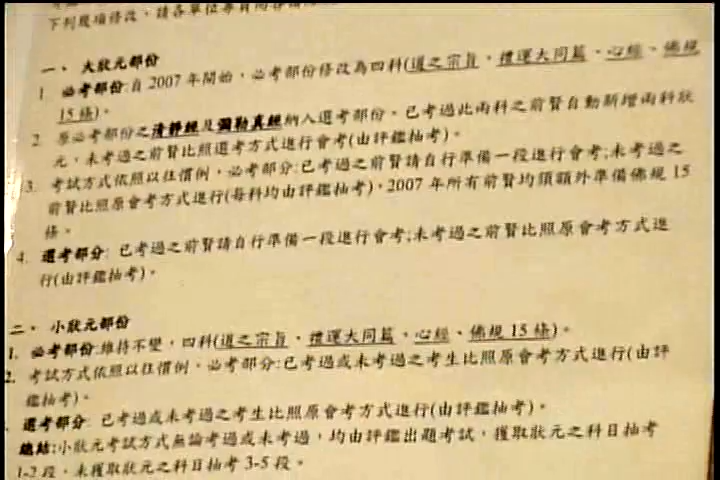 下列幾項修改，請各單位專責
一、大狀元部份
1. 必考部份:自 2007 年開始，必考部份修改為四科(道之宗旨、禮運大同篇、心經、佛規
15 條)。
2. 原必考部份之清靜經及彌勒真經納入選考部份，已考過此兩科之前賢自動新增兩科狀
元，未考過之前賢比照選考方式進行會考(由評鑑抽考)。
3. 考試方式依照以往慣例，必考部分:已考過之前賢請自行準備一段進行會考;未考過之
前賢比照原會考方式進行(每科均由評鑑抽考)，2007 年所有前賢均須額外準備佛規 15
條。
4. 選考部分: 已考過之前賢請自行準備一段進行會考;未考過之前賢比照原會考方式進
行(由評鑑抽考)。
二、小狀元部份
1. 必考部份:維持不變，四科(道之宗旨、禮運大同篇、心經、佛規 15 條)。
2. 考試方式依照以往慣例，必考部分:已考過或未考過之考生比照原會考方式進行(由評
鑑抽考)。
選考部分: 已考過或未考過之考生比照原會考方式進行(由評鑑抽考)。
總結:小狀元考試方式無論考過或未考過，均由評鑑出題考試，獲取狀元之科目抽考
1-2 段，未獲取狀元之科目抽考 3-5 段。